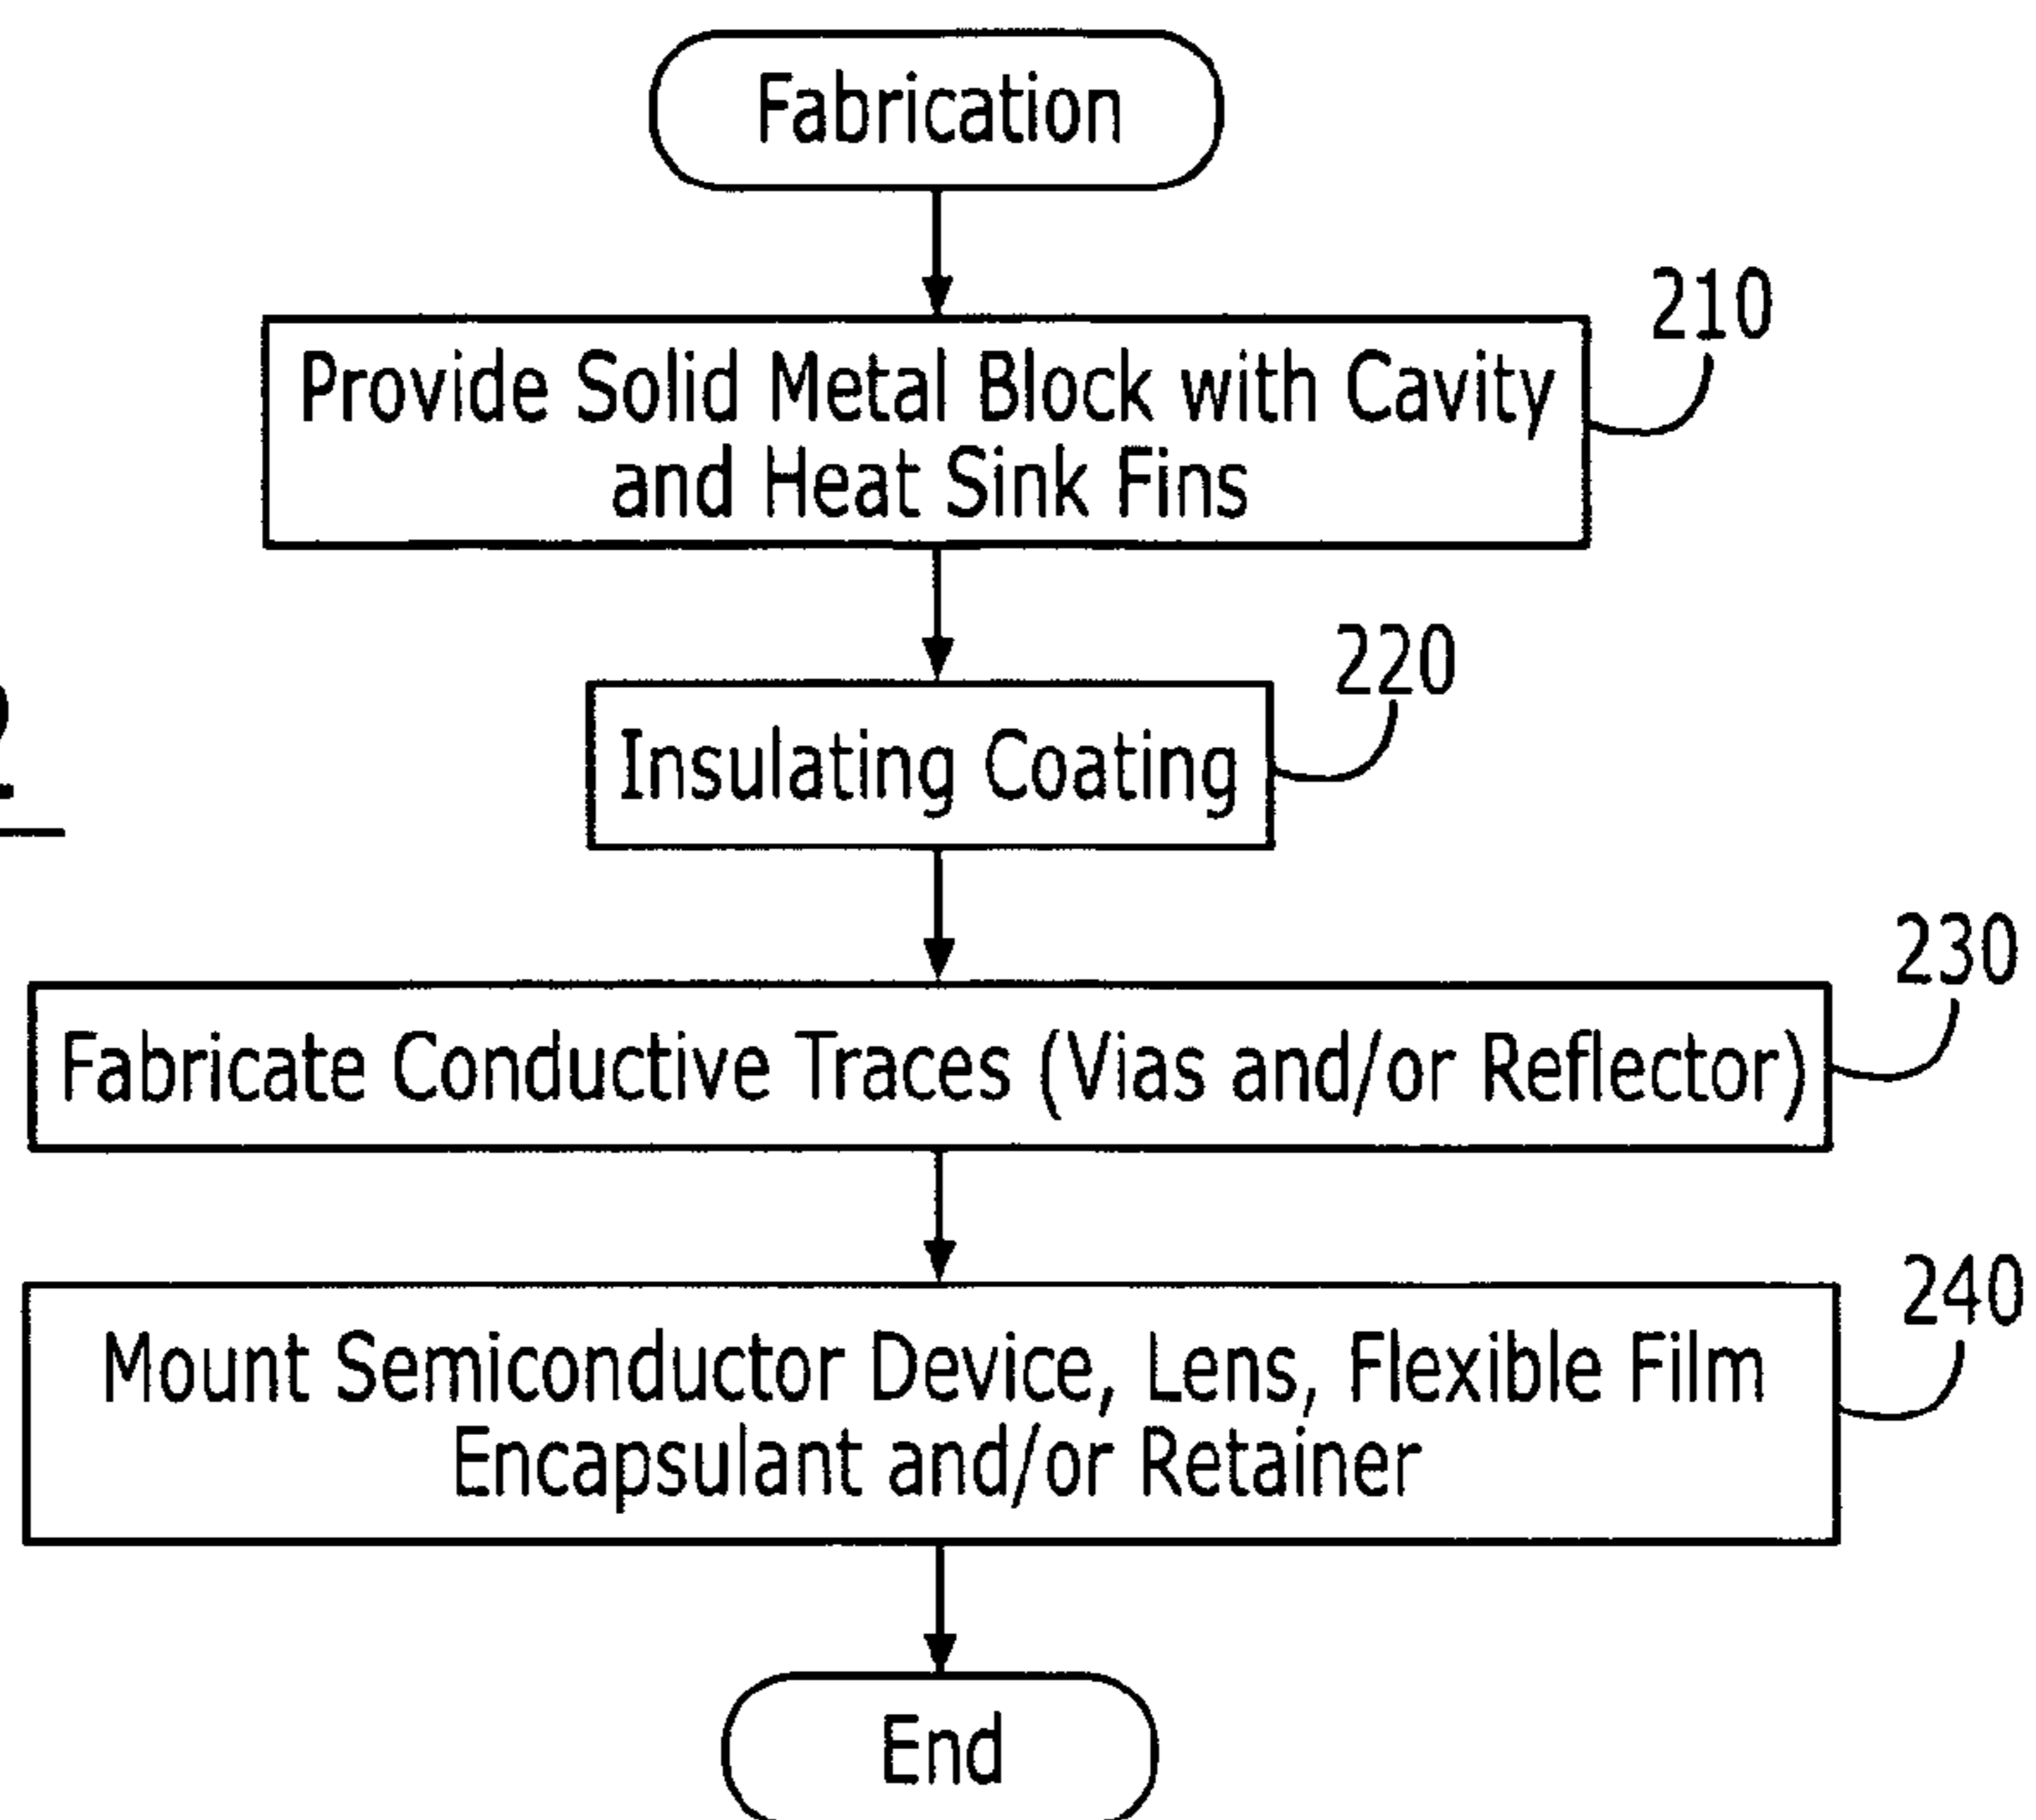 Fabrication
210
Provide Solid Metal Block with Cavity
and Heat Sink Fins
220
Insulating Coating
230
Fabricate Conductive Traces (Vias and/or Reflector)
240
Mount Semiconductor Device, Lens, Flexible Film
Encapsulant and/or Retainer
End